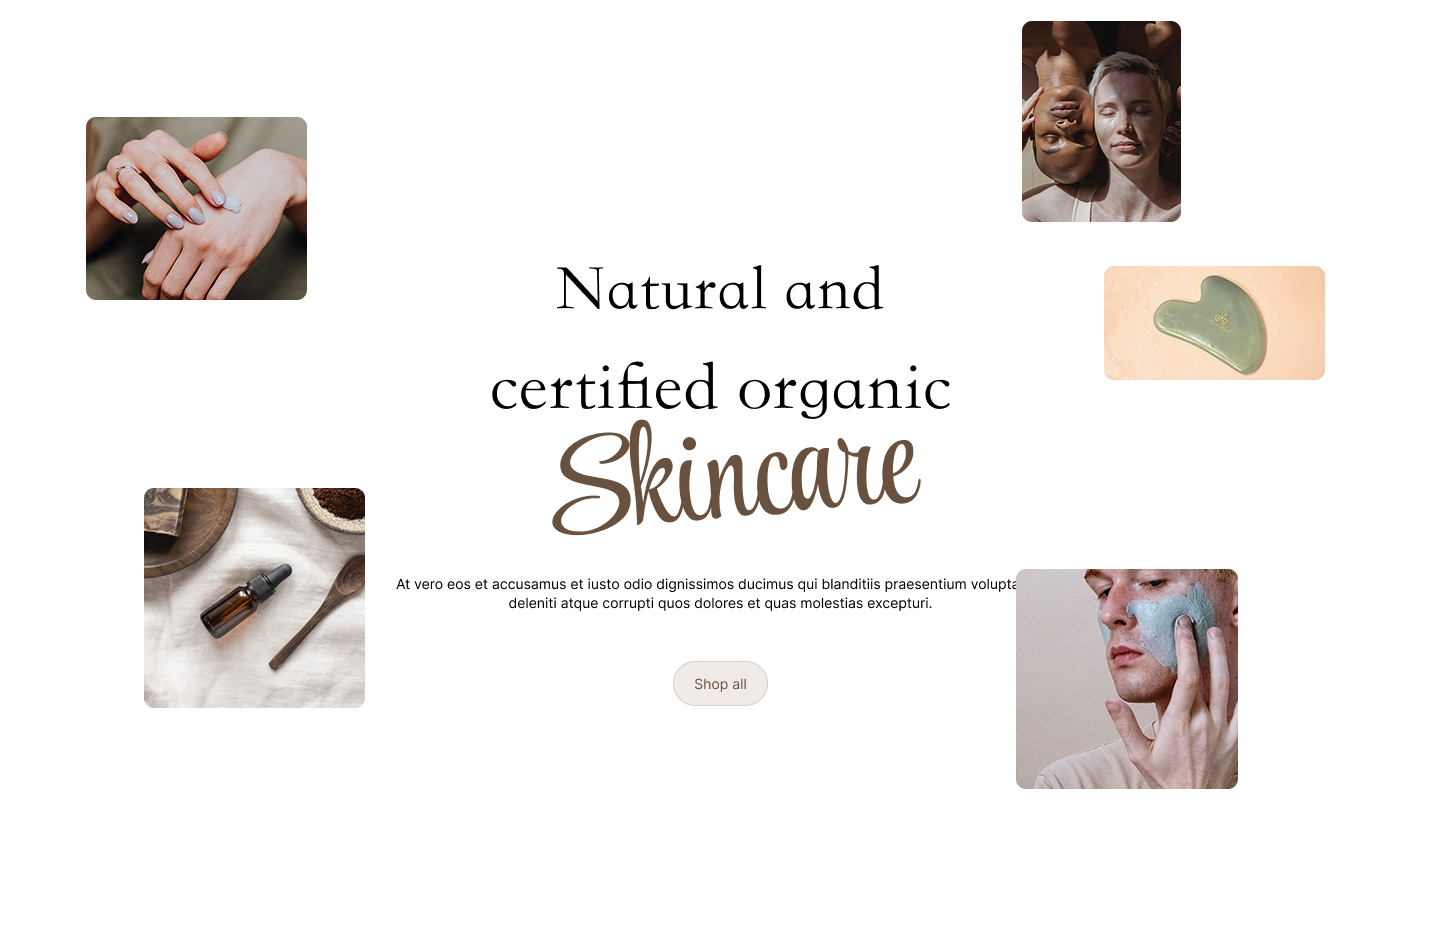 Natural and
certified organic
Skincare
At vero eos et accusamus et iusto odio dignissimos ducimus qui blanditiis praesentium
deleniti atque corrupti quos dolores et quas molestias excepturi.
Shop all